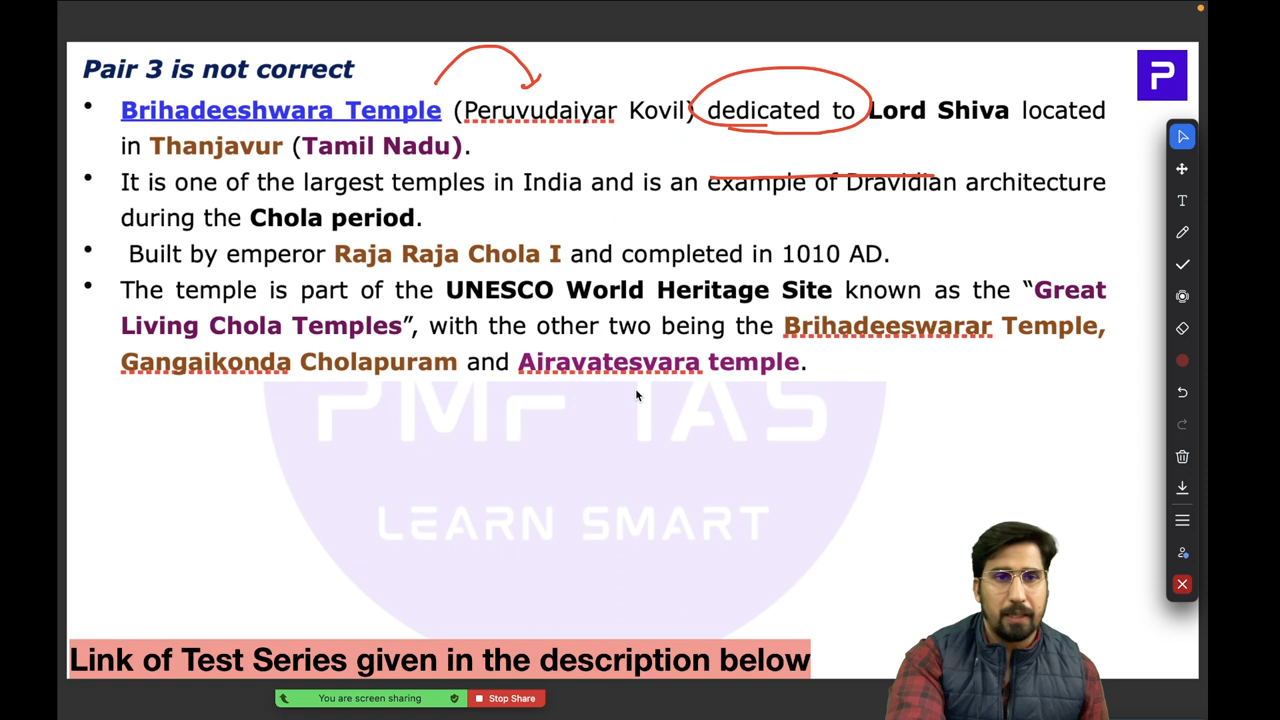 Pair 3 is not correct
• Brihadeeshwara Temple (Peruvudaiyar Kovil) dedicated to Lord Shiva located
in Thanjavur (Tamil Nadu).
• It is one of the largest temples in India and is an example of Dravidian architecture
during the Chola period.
• Built by emperor Raja Raja Chola I and completed in 1010 AD.
• The temple is part of the UNESCO World Heritage Site known as the “Great
Living Chola Temples”, with the other two being the Brihadeeswarar Temple,
Gangaikonda Cholapuram and Airavatesvara temple.
PMF IAS
LEARN SMART
Link of Test Series given in the description below
You are screen sharing
Stop Share